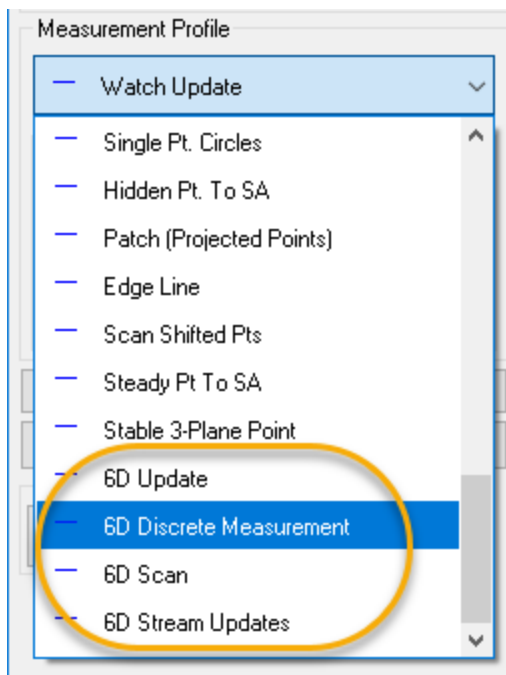 Measurement Profile
Watch Update
Single Pt. Circles
Hidden Pt. To SA
Patch (Projected Points)
Edge Line
Scan Shifted Pts
Steady Pt To SA
Stable 3-Plane Point
6D Update
6D Discrete Measurement
6D Scan
6D Stream Updates